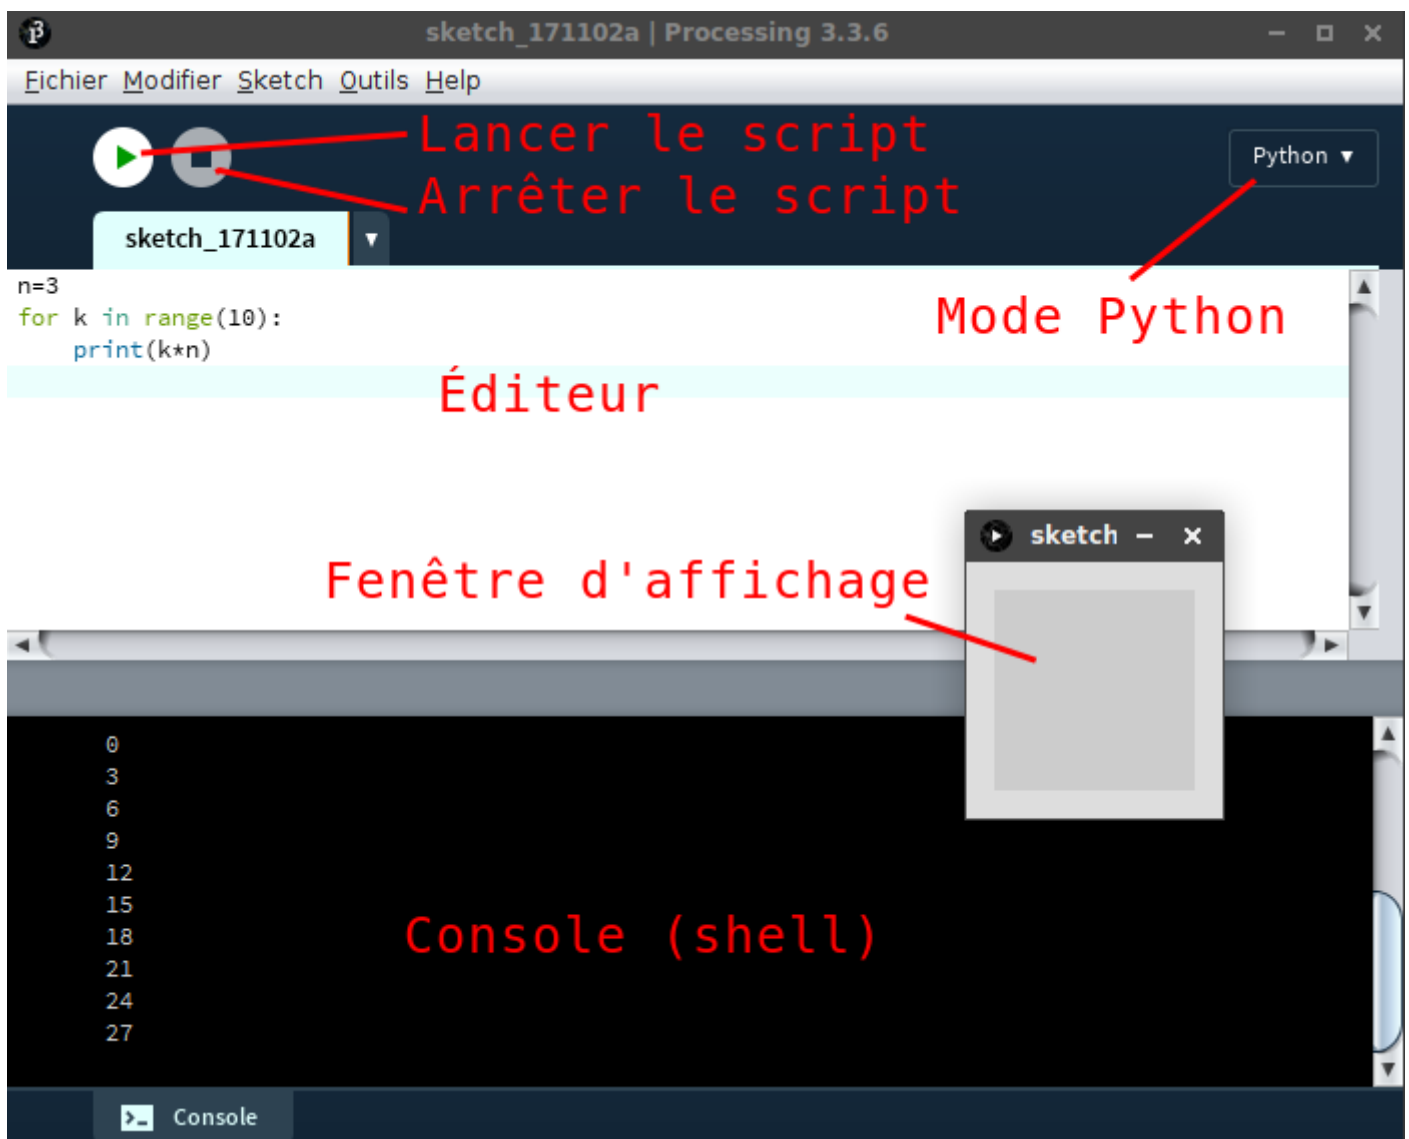 sketch_171102a | Processing 3.3.6
Fichier Modifier Sketch Outils Help
Lancer le script
Python
Arrêter le script
sketch_171102a
n=3
for k in range(10):
print(k*n)
Mode Python
Éditeur
sketch
Fenêtre d'affichage
0
3
6
9
12
15
18
21
24
27
Console (shell)
Console